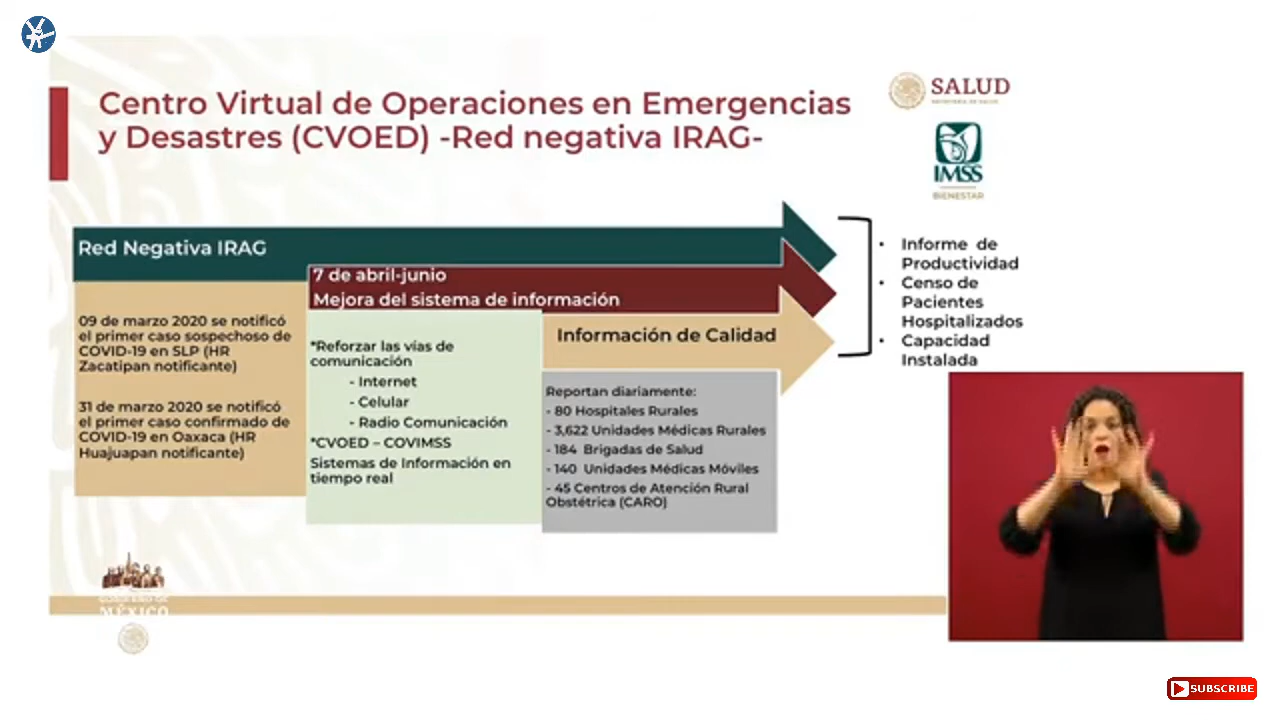 Centro Virtual de Operaciones en Emergencias
y Desastres (CVOED) -Red negativa IRAG-
SALUD
SECRETARÍA DE SALUD
IMSS
BIENESTAR
Red Negativa IRAG
7 de abril-junio
Mejora del sistema de información
Información de Calidad
09 de marzo 2020 se notificó
el primer caso sospechoso de
COVID-19 en SLP (HR
Zacatipan notificante)
31 de marzo 2020 se notificó
el primer caso confirmado de
COVID-19 en Oaxaca (HR
Huajuapan notificante)
*Reforzar las vías de
comunicación
- Internet
- Celular
- Radio Comunicación
*CVOED – COVIMSS
Sistemas de Información en
tiempo real
Reportan diariamente:
- 80 Hospitales Rurales
- 3,622 Unidades Médicas Rurales
- 184 Brigadas de Salud
- 140 Unidades Médicas Móviles
- 45 Centros de Atención Rural
Obstétrica (CARO)
• Informe de
Productividad
• Censo de
Pacientes
Hospitalizados
• Capacidad
Instalada
GOBIERNO DE
MÉXICO
SUBSCRIBE